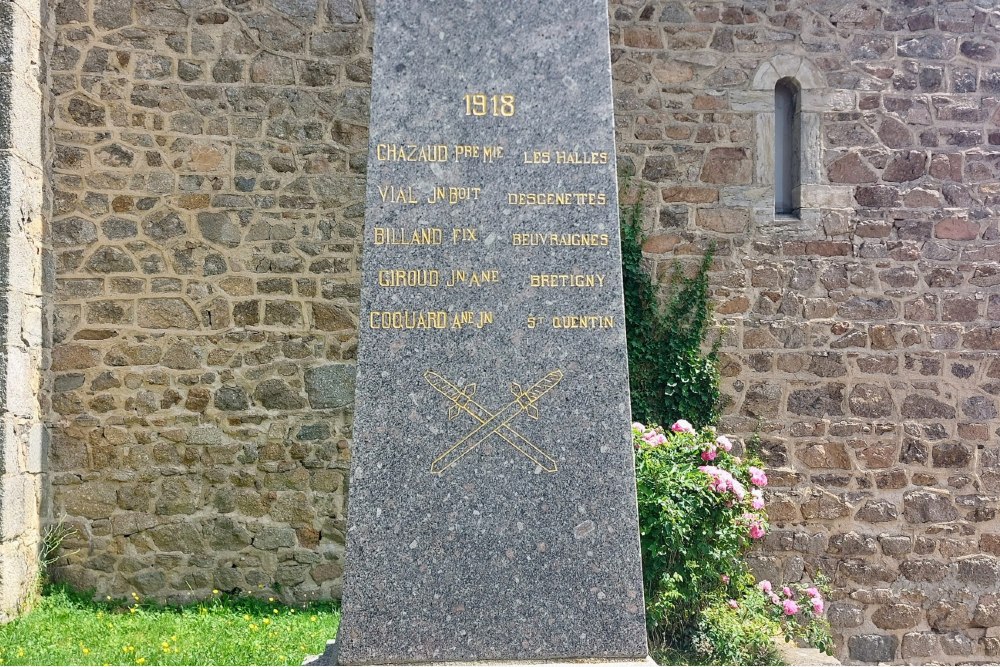 1918
CHAZAUD PRE MIE LES HALLES
VIAL JN BOIT DESGENETTES
BILLAND FIX BEUVRAIGNES
GIROUD JN ANE BRETIGNY
COQUARD ANE JN ST QUENTIN